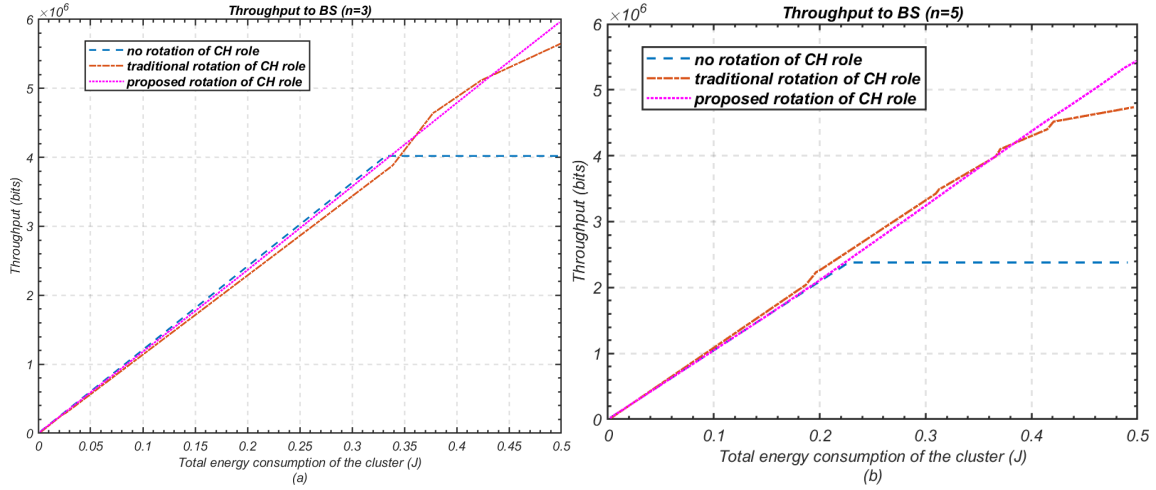 Throughput to BS (n=3)
×10⁶
6
5
4
3
2
1
0
Throughput (bits)
no rotation of CH role
traditional rotation of CH role
proposed rotation of CH role
0 0.05 0.1 0.15 0.2 0.25 0.3 0.35 0.4 0.45 0.5
Total energy consumption of the cluster (J)
(a)
Throughput to BS (n=5)
×10⁶
6
5
4
3
2
1
0
Throughput (bits)
no rotation of CH role
traditional rotation of CH role
proposed rotation of CH role
0 0.1 0.2 0.3 0.4 0.5
Total energy consumption of the cluster (J)
(b)